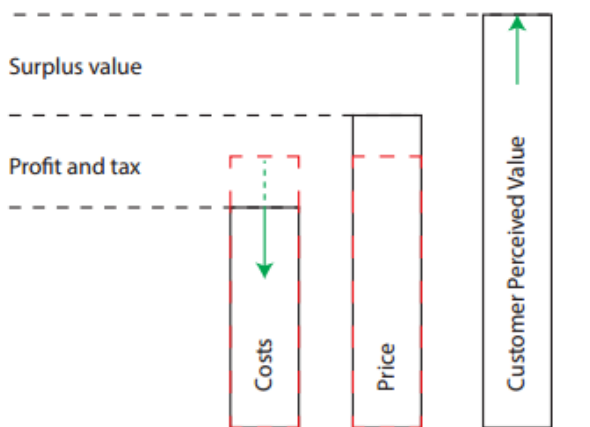 Surplus value
Profit and tax
Costs
Price
Customer Perceived Value